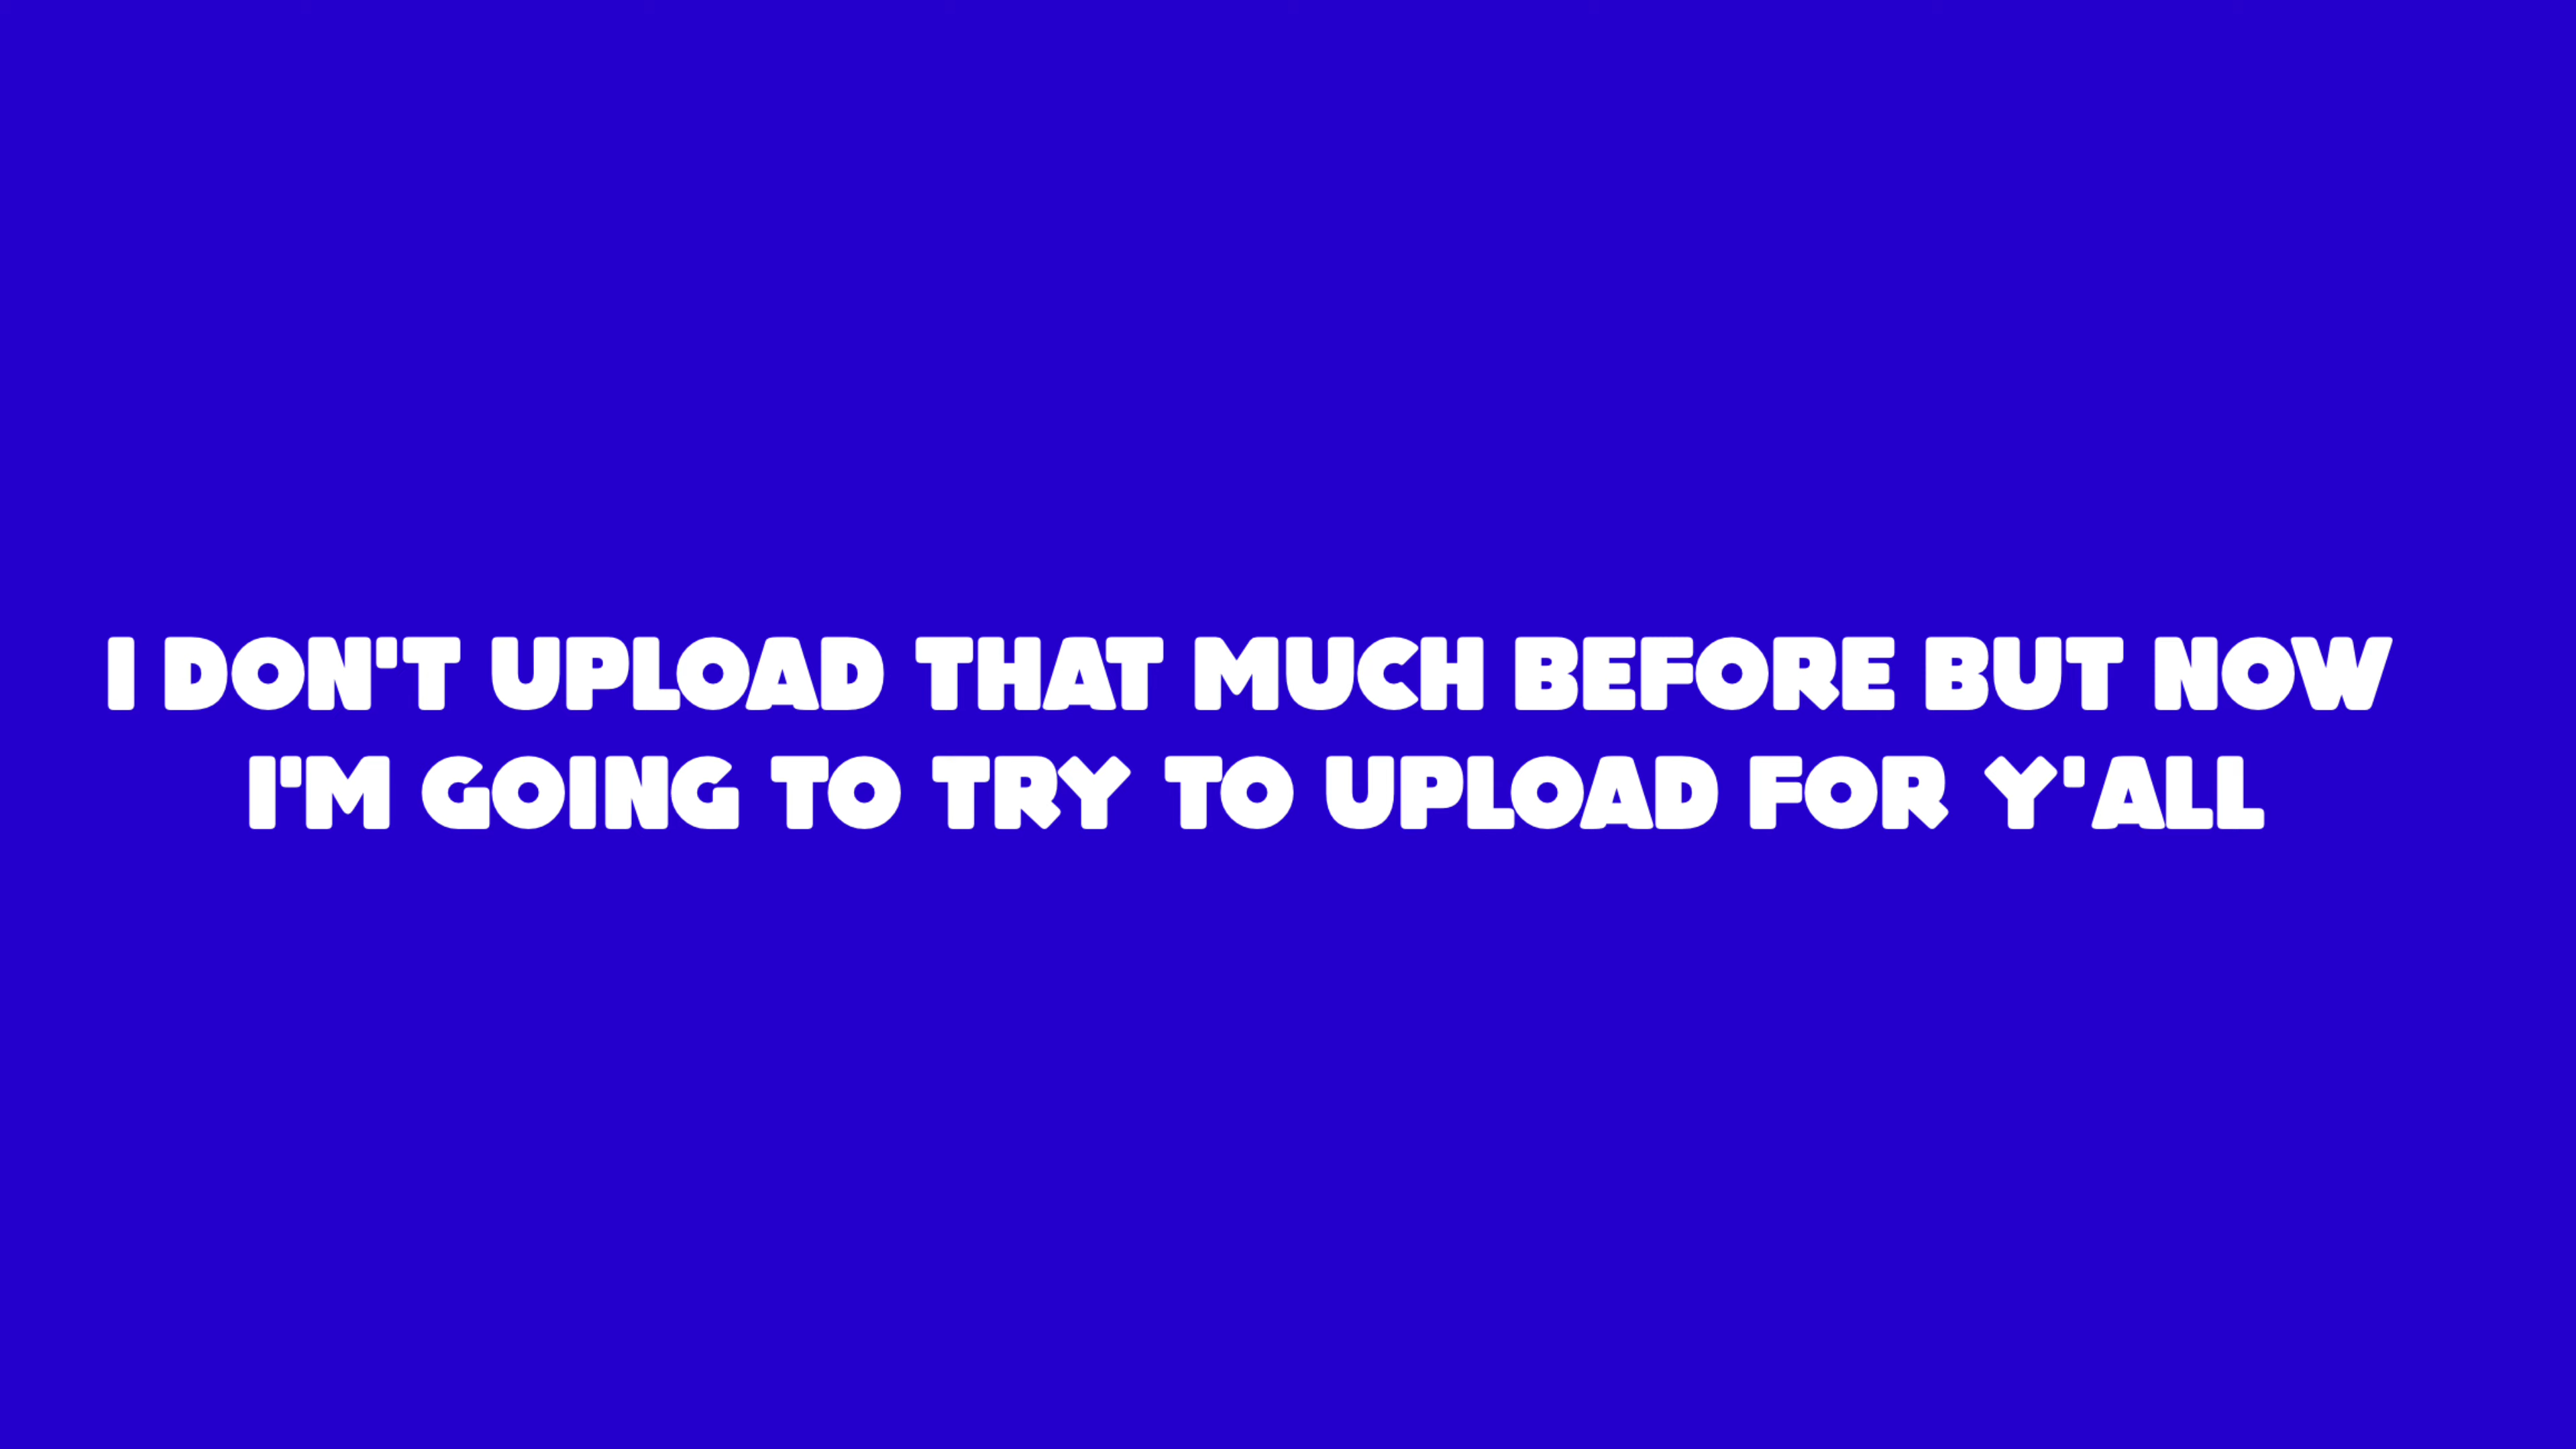 I DON'T UPLOAD THAT MUCH BEFORE BUT NOW
I'M GOING TO TRY TO UPLOAD FOR Y'ALL